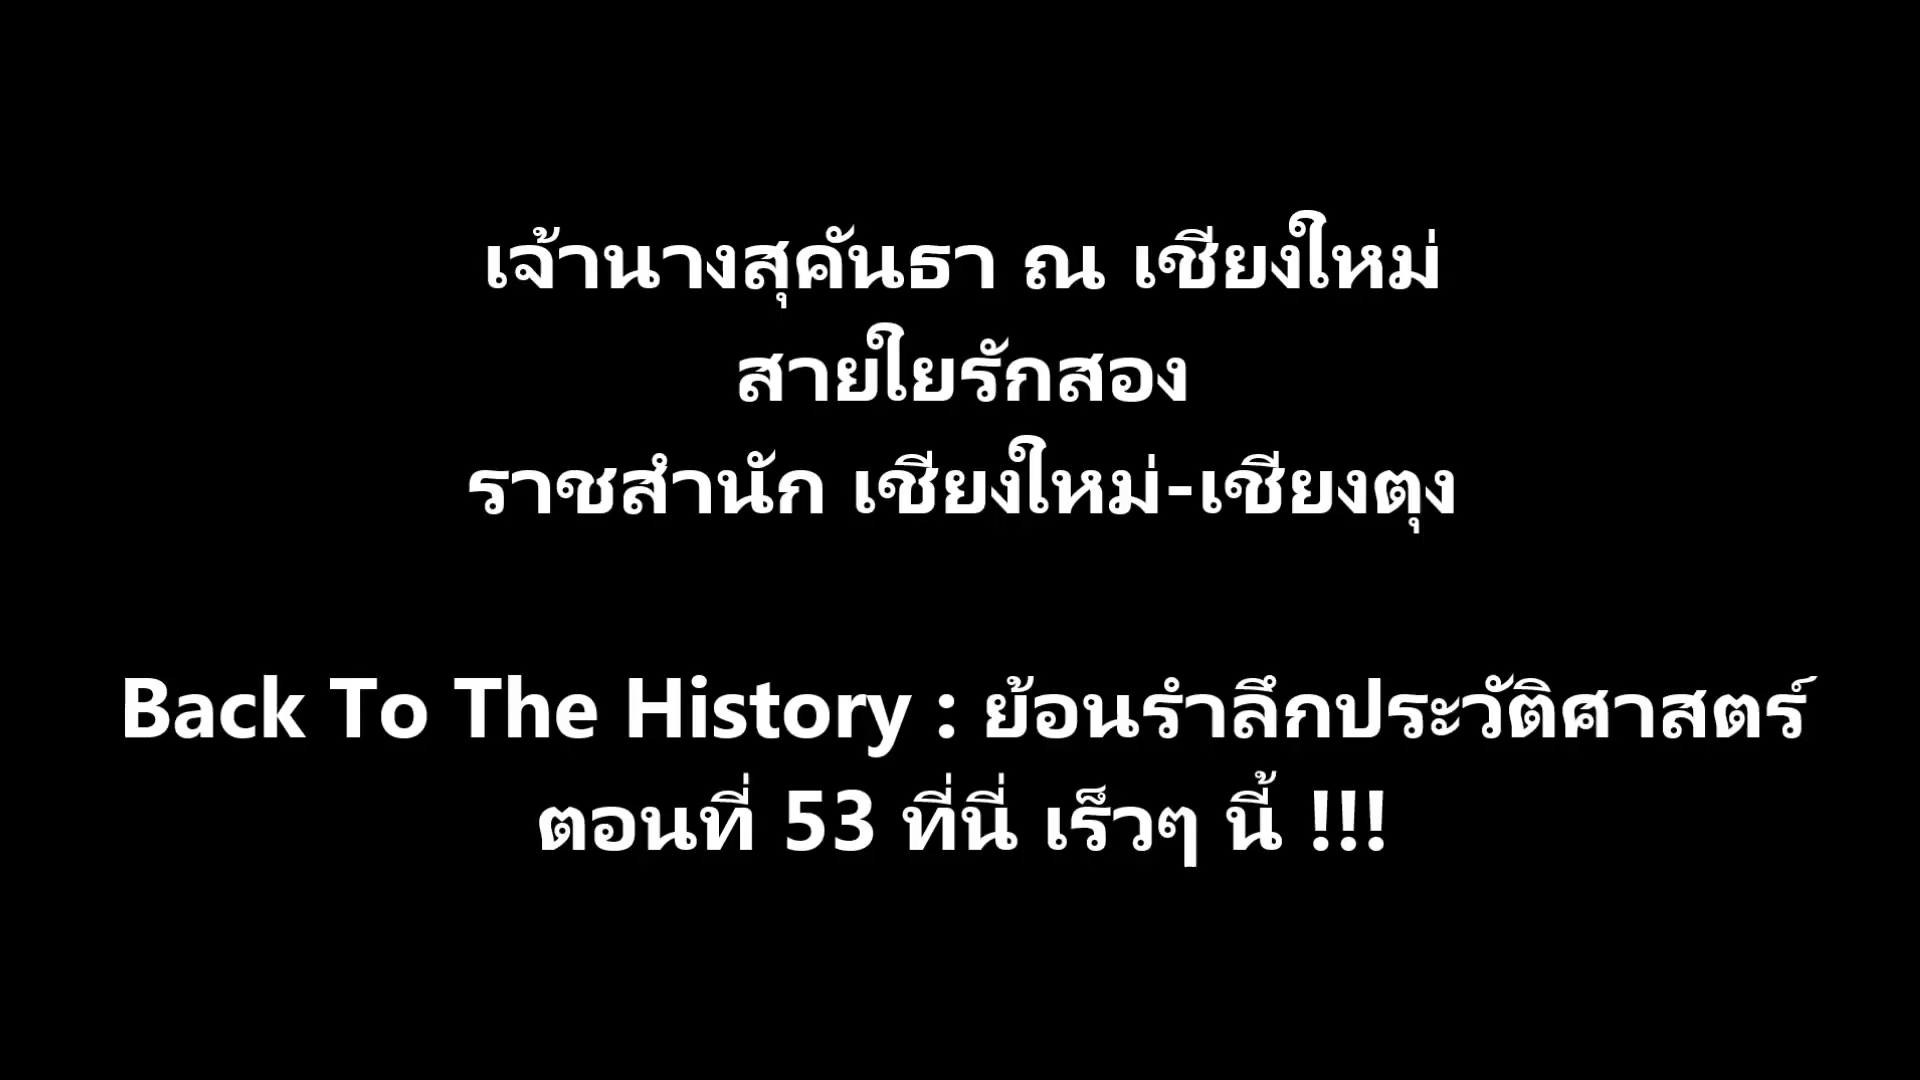 เจ้านางสุคันธา ณ เชียงใหม่
สายใยรักสอง
ราชสำนัก เชียงใหม่-เชียงตุง
Back To The History : ย้อนรำลึกประวัติศาสตร์
ตอนที่ 53 ที่นี่ เร็วๆ นี้ !!!